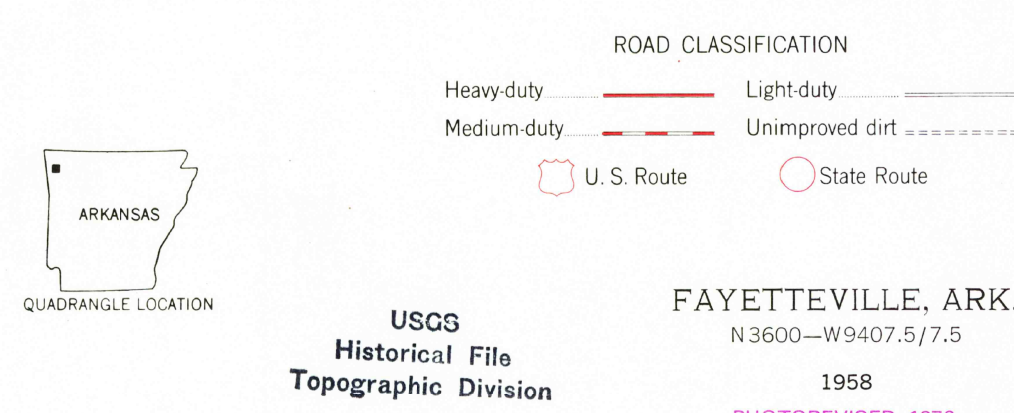 ROAD CLASSIFICATION
Heavy-duty
Light-duty
Medium-duty
Unimproved dirt
U. S. Route
State Route
ARKANSAS
QUADRANGLE LOCATION
USGS
Historical File
Topographic Division
FAYETTEVILLE, ARK.
N3600—W9407.5/7.5
1958